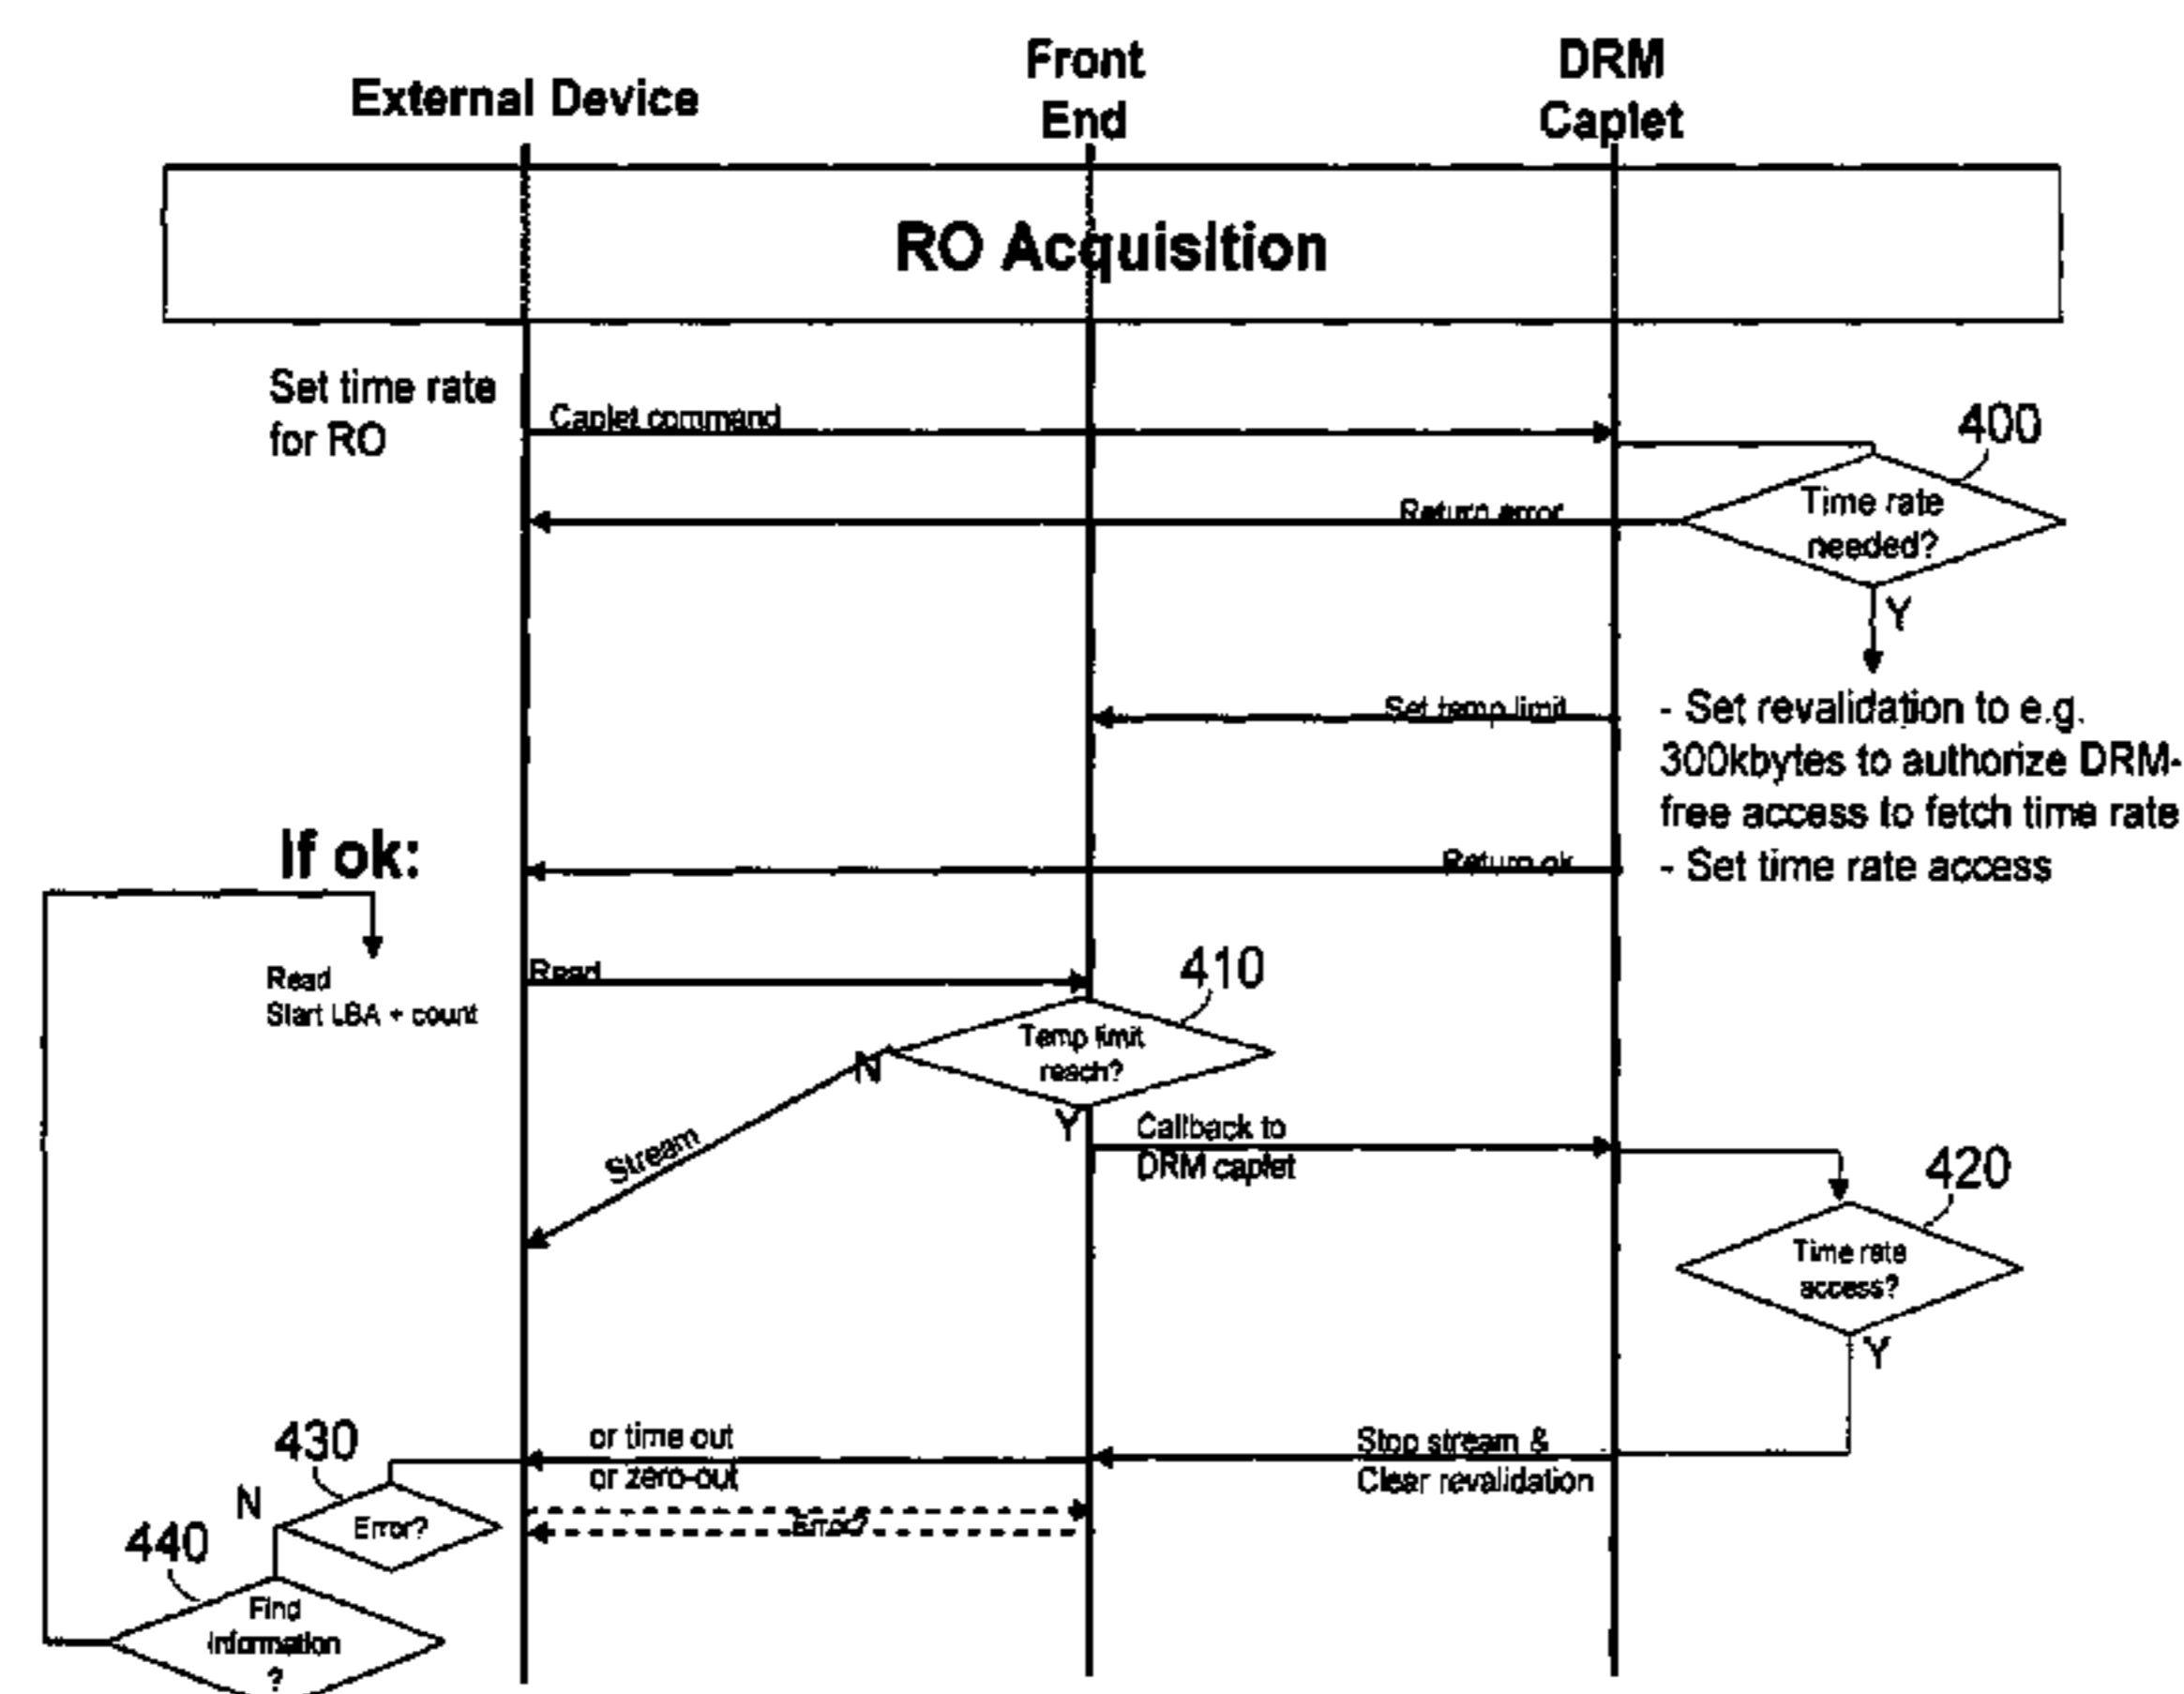 External Device
Front
End
DRM
Caplet
RO Acquisition
Set time rate
for RO
Caplet command
400
Time rate
needed?
Return error
Y
Set temp limit
- Set revalidation to e.g.
300kbytes to authorize DRM-
free access to fetch time rate
- Set time rate access
If ok:
Return ok
Read
Start LBA + count
Read
410
Temp limit
reach?
N
Y
Stream
Callback to
DRM caplet
420
Time rate
access?
Y
or time out
or zero-out
Stop stream &
Clear revalidation
430
N
Error?
Error?
440
Find
information
?